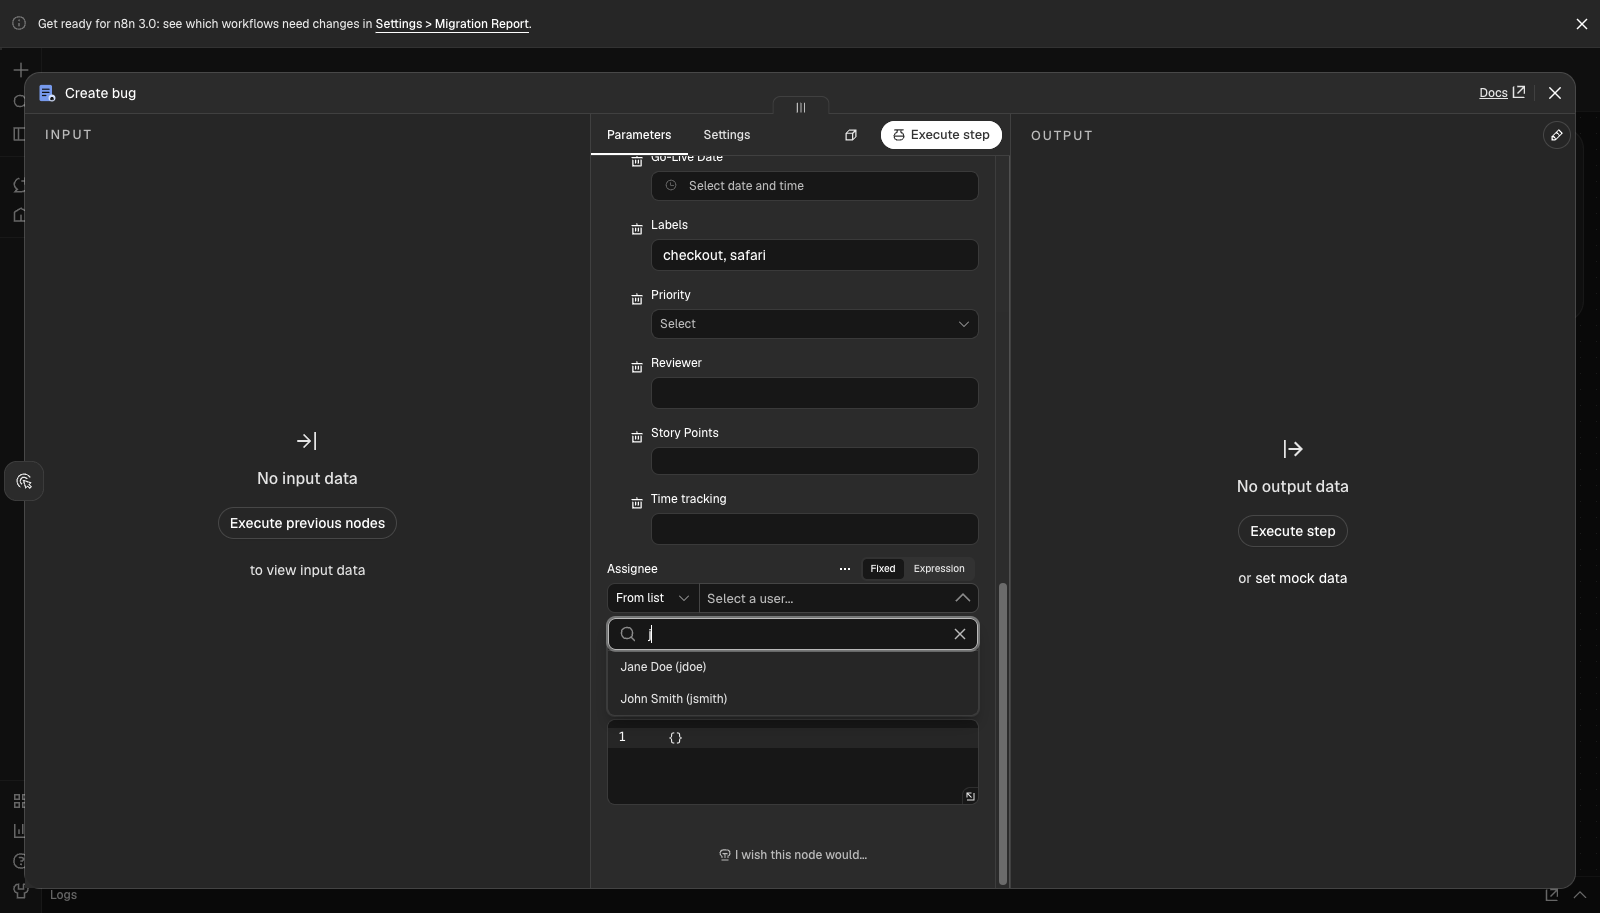 Get ready for n8n 3.0: see which workflows need changes in Settings > Migration Report.
Create bug
Docs
INPUT
Parameters
Settings
Execute step
OUTPUT
Go-Live Date
Select date and time
Labels
checkout, safari
Priority
Select
Reviewer
Story Points
Time tracking
No input data
Execute previous nodes
to view input data
No output data
Execute step
or set mock data
Assignee
Fixed
Expression
From list
Select a user...
j
Jane Doe (jdoe)
John Smith (jsmith)
1 {}
I wish this node would...
Logs